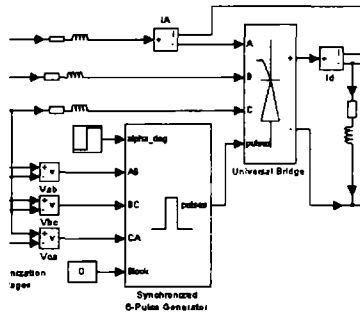 iA
A
+
B
Id
C
-
alpha_deg
pulses
Universal Bridge
Vab
AB
Vbc
BC
pulses
Vca
CA
0
Block
Synchronized
6-Pulse Generator